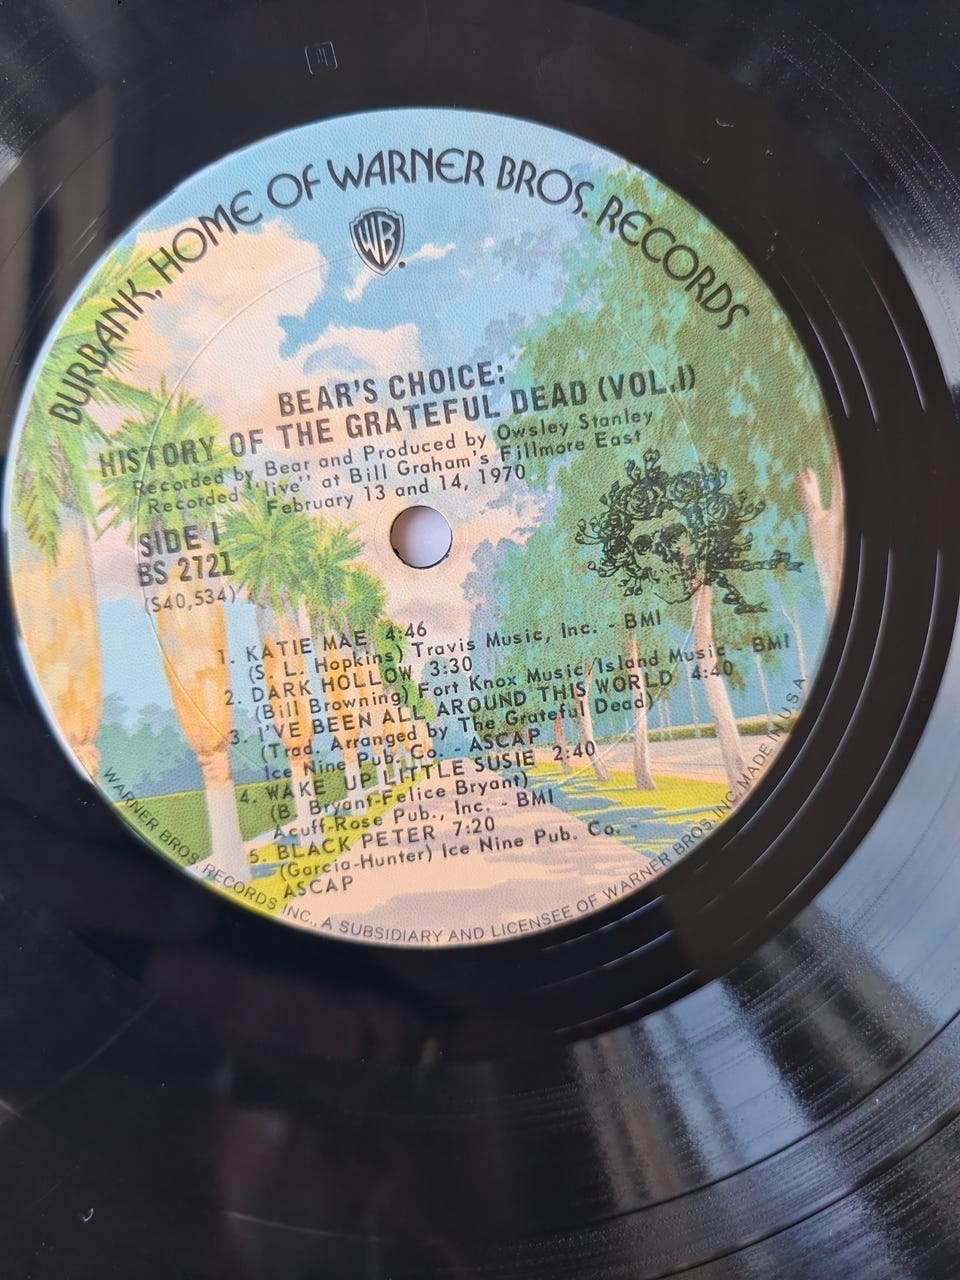 BURBANK, HOME OF WARNER BROS. RECORDS
WB
BEAR'S CHOICE:
HISTORY OF THE GRATEFUL DEAD (VOL.I)
Recorded by Bear and Produced by Owsley Stanley
Recorded "live" at Bill Graham's Fillmore East
February 13 and 14, 1970
SIDE I
BS 2721
(S40,534)
1. KATIE MAE 4:46
(S. L. Hopkins) Travis Music, Inc. - BMI
2. DARK HOLLOW 3:30
(Bill Browning) Fort Knox Music/Island Music - BMI
3. I'VE BEEN ALL AROUND THIS WORLD 4:40
(Trad. Arranged by The Grateful Dead)
Ice Nine Pub. Co. - ASCAP
4. WAKE UP LITTLE SUSIE 2:40
(B. Bryant-Felice Bryant)
Acuff-Rose Pub., Inc. - BMI
5. BLACK PETER 7:20
(Garcia-Hunter) Ice Nine Pub. Co. -
ASCAP
WARNER BROS. RECORDS INC., A SUBSIDIARY AND LICENSEE OF WARNER BROS. INC. MADE IN U.S.A.